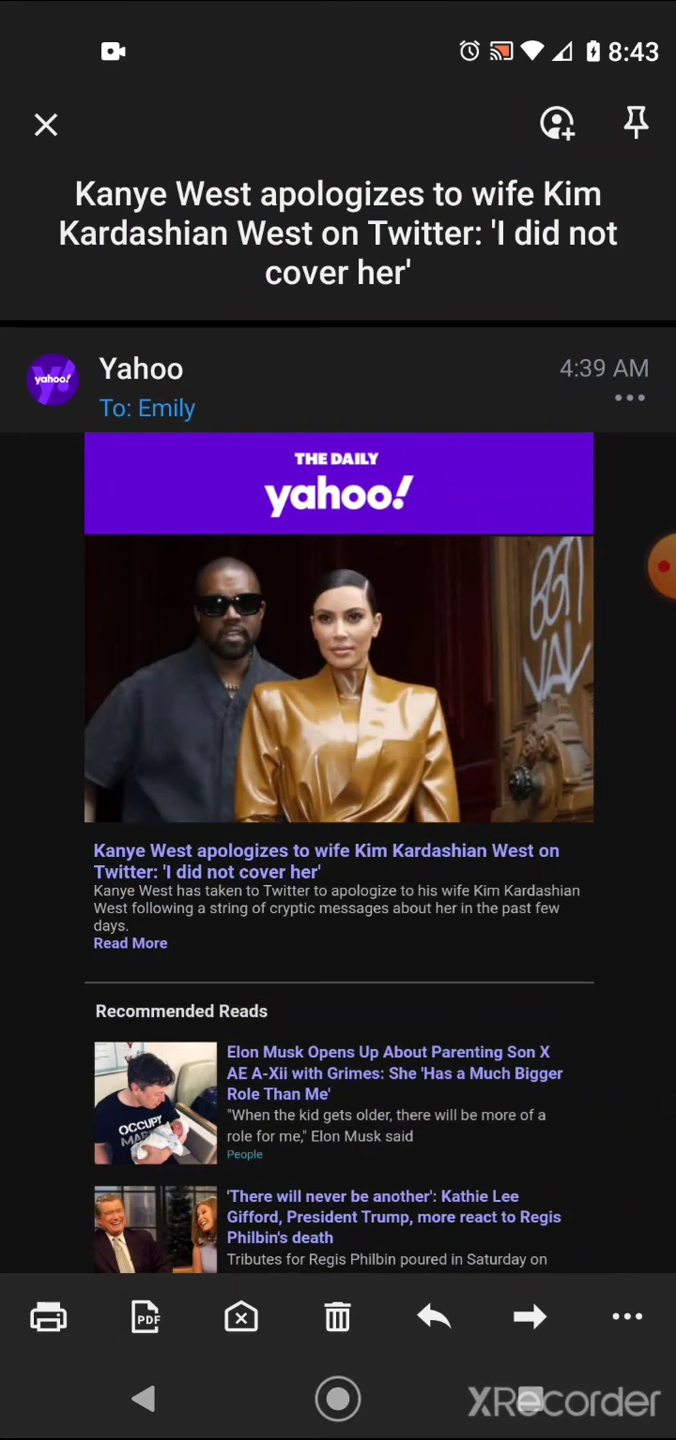 8:43
Kanye West apologizes to wife Kim
Kardashian West on Twitter: 'I did not
cover her'
yahoo!
Yahoo
4:39 AM
To: Emily
THE DAILY
yahoo!
BGN
VAL
Kanye West apologizes to wife Kim Kardashian West on
Twitter: 'I did not cover her'
Kanye West has taken to Twitter to apologize to his wife Kim Kardashian
West following a string of cryptic messages about her in the past few
days.
Read More
Recommended Reads
Elon Musk Opens Up About Parenting Son X
AE A-Xii with Grimes: She 'Has a Much Bigger
Role Than Me'
"When the kid gets older, there will be more of a
role for me," Elon Musk said
People
OCCUPY
MARS
'There will never be another': Kathie Lee
Gifford, President Trump, more react to Regis
Philbin's death
Tributes for Regis Philbin poured in Saturday on
PDF
XRecorder